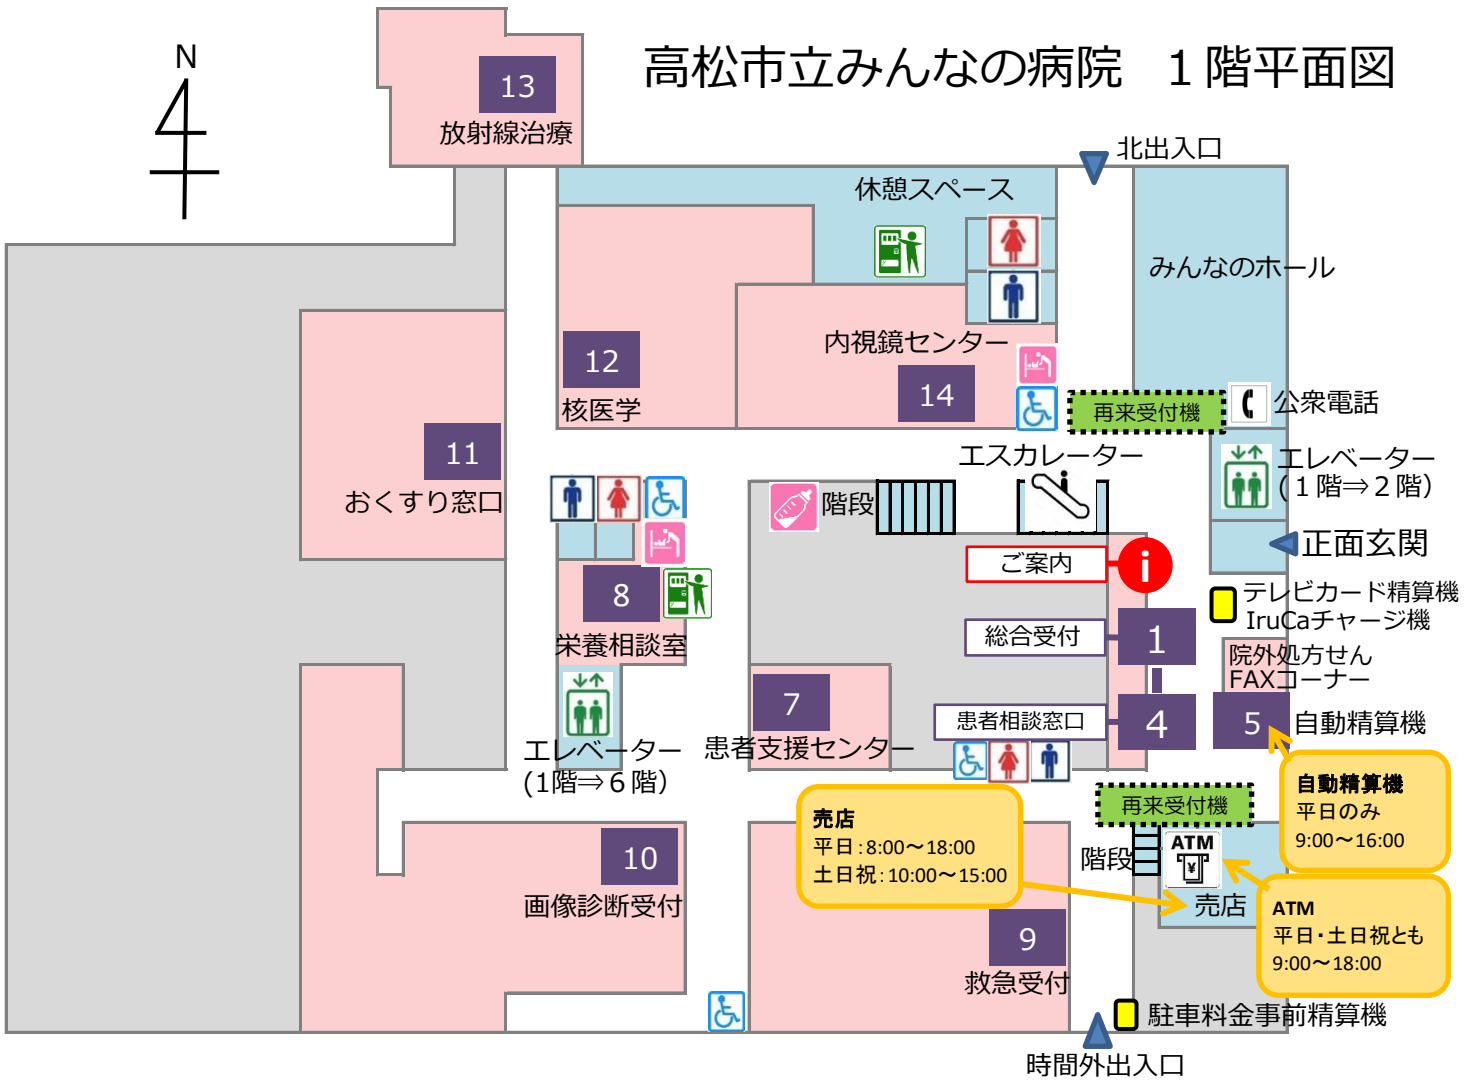 高松市立みんなの病院 1階平面図
N
13
放射線治療
北出入口
休憩スペース
みんなのホール
内視鏡センター
12
核医学
14
再来受付機
公衆電話
11
おくすり窓口
エスカレーター
エレベーター
(1階⇒2階)
階段
正面玄関
ご案内
i
8
栄養相談室
テレビカード精算機
IruCaチャージ機
総合受付
1
院外処方せん
FAXコーナー
7
患者支援センター
患者相談窓口
4
5
自動精算機
エレベーター
(1階⇒6階)
自動精算機
平日のみ
9:00～16:00
再来受付機
売店
平日:8:00～18:00
土日祝:10:00～15:00
階段
ATM
¥
売店
10
画像診断受付
ATM
平日・土日祝とも
9:00～18:00
9
救急受付
駐車料金事前精算機
時間外出入口